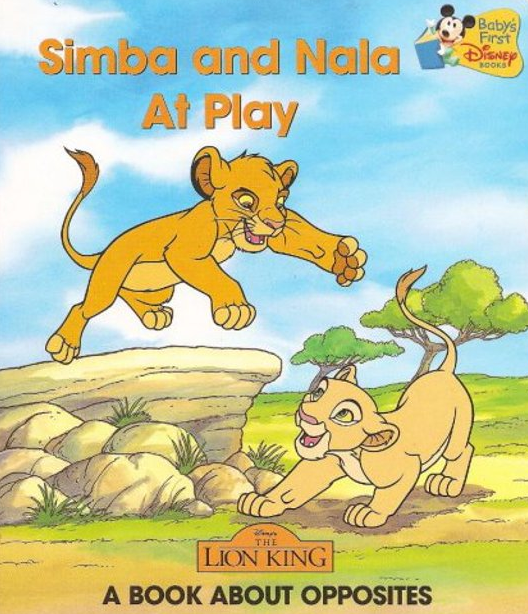 Simba and Nala
At Play
Baby's
First
Disney
BOOKS
Disney's
THE
LION KING
A BOOK ABOUT OPPOSITES